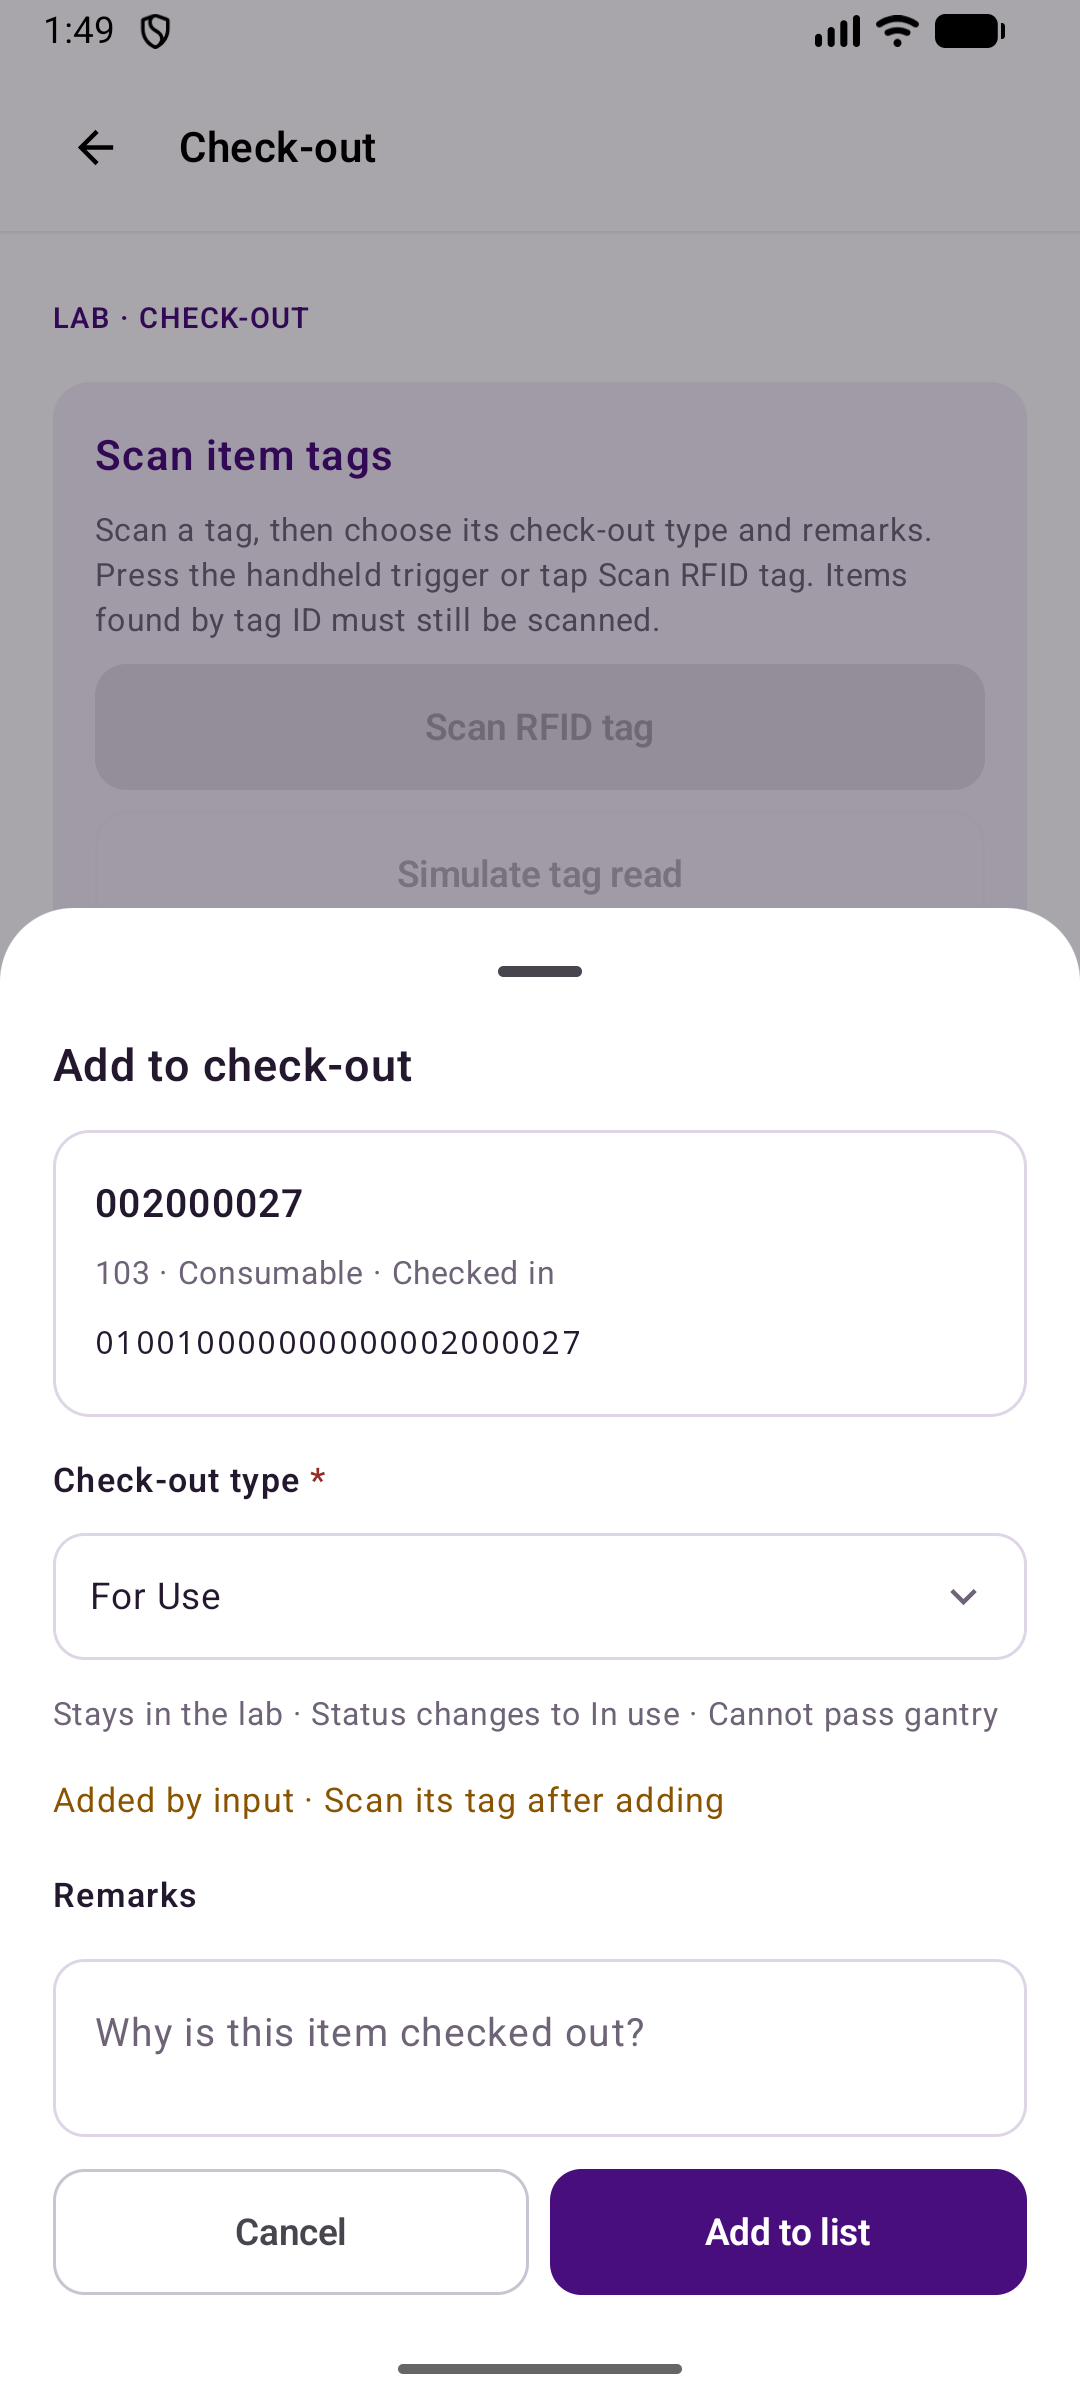 1:49
Check-out
LAB · CHECK-OUT
Scan item tags
Scan a tag, then choose its check-out type and remarks.
Press the handheld trigger or tap Scan RFID tag. Items
found by tag ID must still be scanned.
Scan RFID tag
Simulate tag read
Add to check-out
002000027
103 · Consumable · Checked in
010010000000000002000027
Check-out type *
For Use
Stays in the lab · Status changes to In use · Cannot pass gantry
Added by input · Scan its tag after adding
Remarks
Why is this item checked out?
Cancel
Add to list